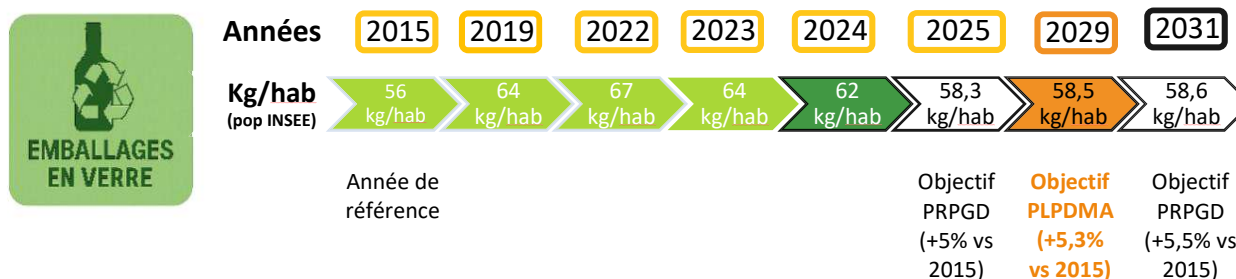 EMBALLAGES
EN VERRE
Années
2015
2019
2022
2023
2024
2025
2029
2031
Kg/hab
(pop INSEE)
56
kg/hab
64
kg/hab
67
kg/hab
64
kg/hab
62
kg/hab
58,3
kg/hab
58,5
kg/hab
58,6
kg/hab
Année de
référence
Objectif
PRPGD
(+5% vs
2015)
Objectif
PLPDMA
(+5,3%
vs 2015)
Objectif
PRPGD
(+5,5% vs
2015)